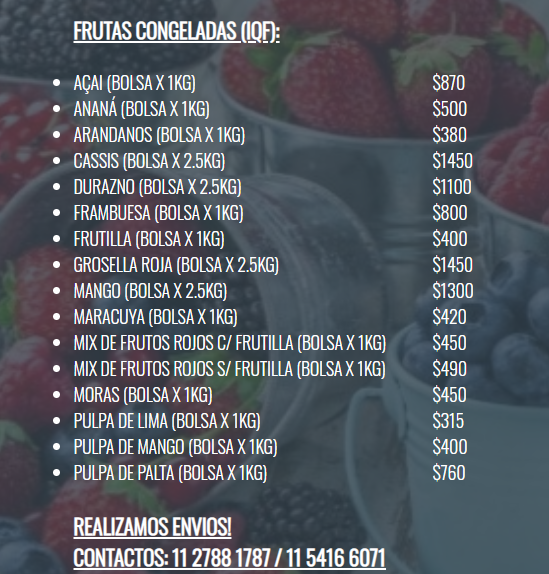 FRUTAS CONGELADAS (IQF):
AÇAI (BOLSA X 1KG) $870
ANANÁ (BOLSA X 1KG) $500
ARANDANOS (BOLSA X 1KG) $380
CASSIS (BOLSA X 2.5KG) $1450
DURAZNO (BOLSA X 2.5KG) $1100
FRAMBUESA (BOLSA X 1KG) $800
FRUTILLA (BOLSA X 1KG) $400
GROSELLA ROJA (BOLSA X 2.5KG) $1450
MANGO (BOLSA X 2.5KG) $1300
MARACUYA (BOLSA X 1KG) $420
MIX DE FRUTOS ROJOS C/ FRUTILLA (BOLSA X 1KG) $450
MIX DE FRUTOS ROJOS S/ FRUTILLA (BOLSA X 1KG) $490
MORAS (BOLSA X 1KG) $450
PULPA DE LIMA (BOLSA X 1KG) $315
PULPA DE MANGO (BOLSA X 1KG) $400
PULPA DE PALTA (BOLSA X 1KG) $760
REALIZAMOS ENVIOS!
CONTACTOS: 11 2788 1787 / 11 5416 6071